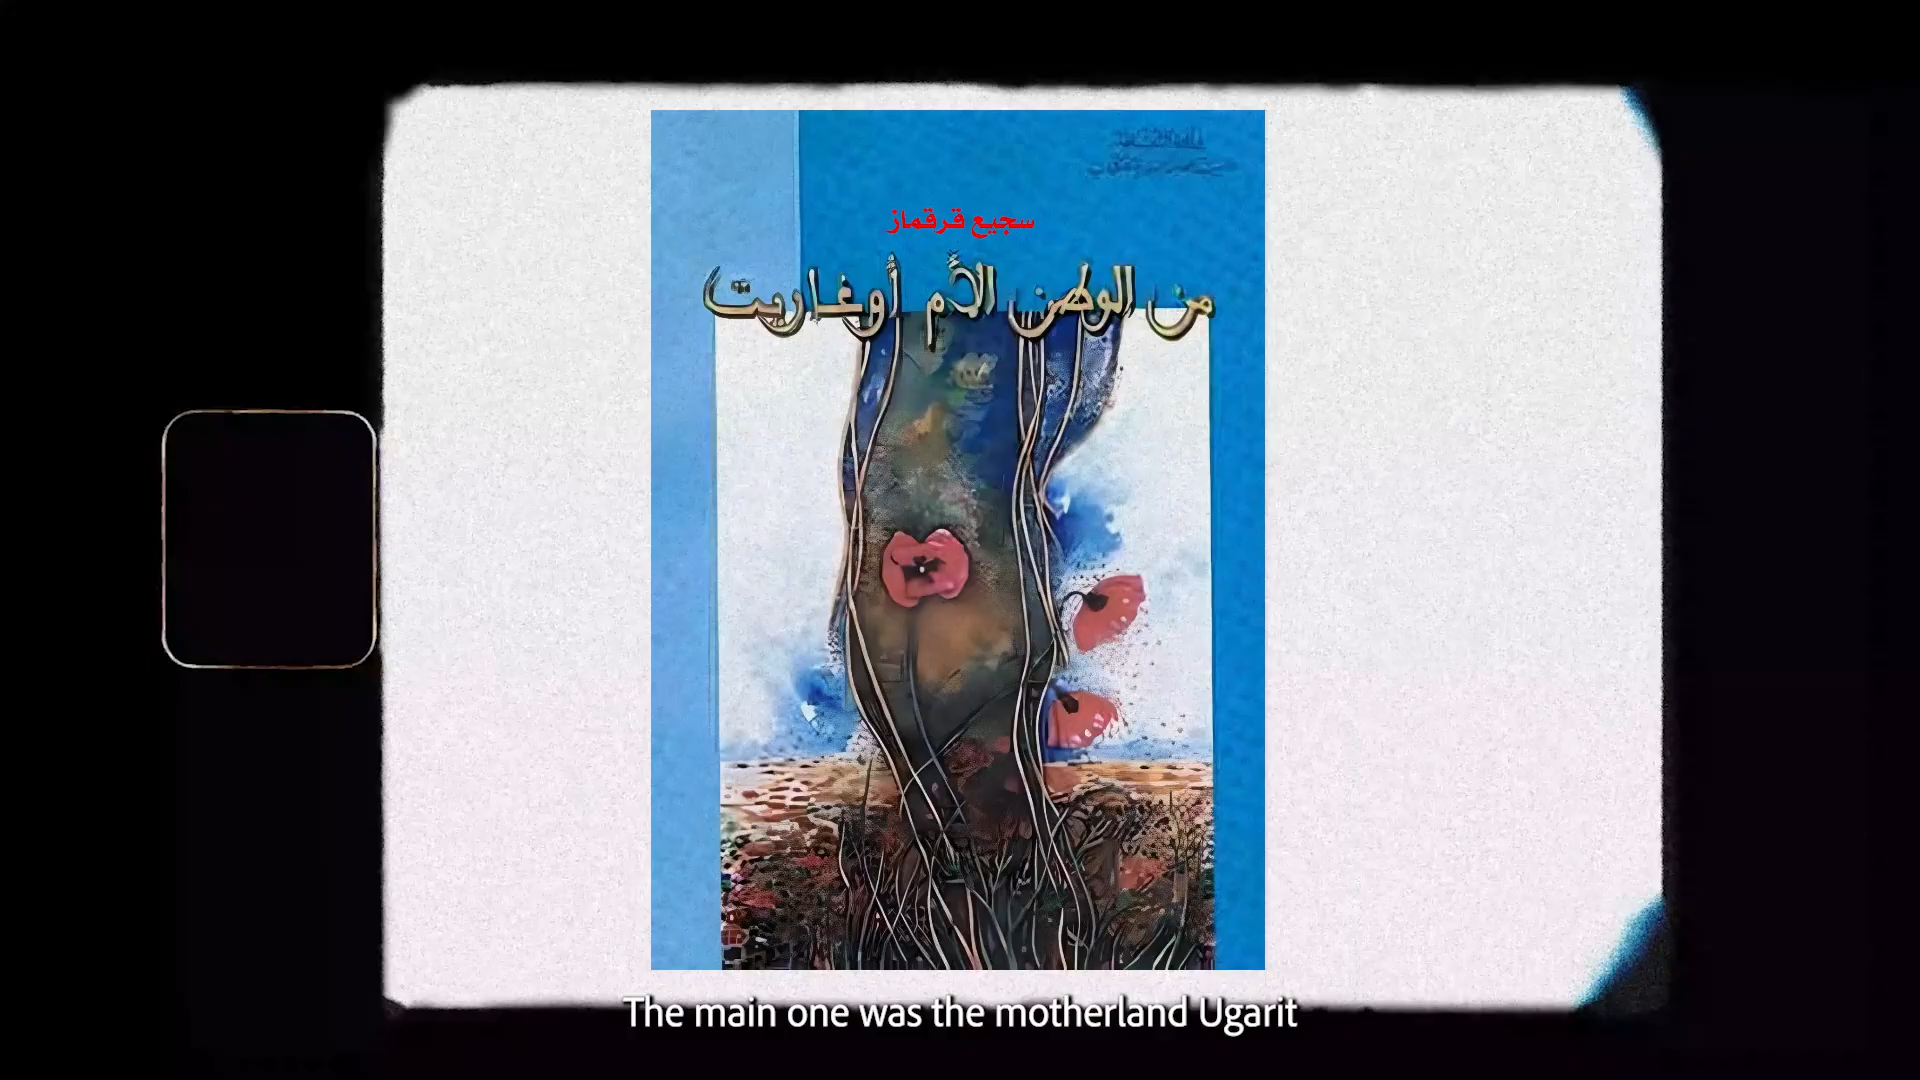 سجيع قرقماز
من الوطن الأم أوغاريت
The main one was the motherland Ugarit